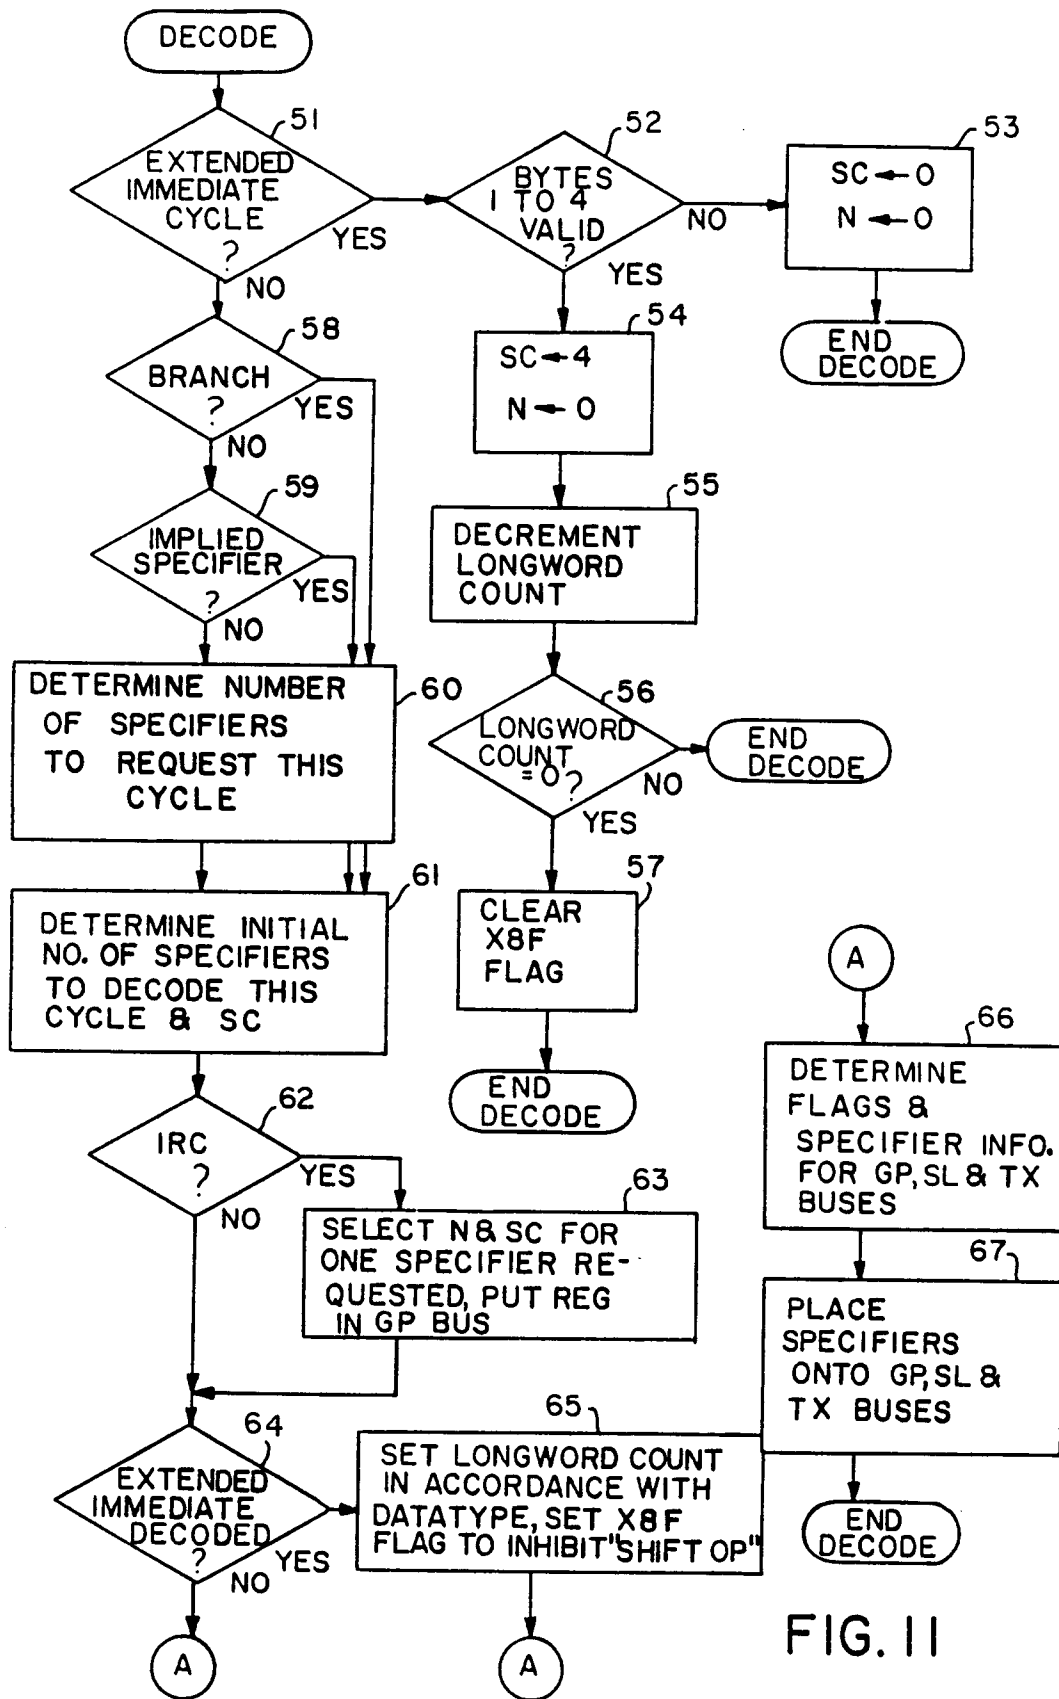 DECODE
51
EXTENDED
IMMEDIATE
CYCLE
?
YES
NO
52
BYTES
1 TO 4
VALID
?
NO
YES
53
SC ← 0
N ← 0
END
DECODE
54
SC ← 4
N ← 0
55
DECREMENT
LONGWORD
COUNT
56
LONGWORD
COUNT
= 0 ?
NO
YES
END
DECODE
57
CLEAR
X8F
FLAG
END
DECODE
58
BRANCH
?
YES
NO
59
IMPLIED
SPECIFIER
?
YES
NO
60
DETERMINE NUMBER
OF SPECIFIERS
TO REQUEST THIS
CYCLE
61
DETERMINE INITIAL
NO. OF SPECIFIERS
TO DECODE THIS
CYCLE & SC
62
IRC
?
YES
NO
63
SELECT N & SC FOR
ONE SPECIFIER RE-
QUESTED, PUT REG
IN GP BUS
64
EXTENDED
IMMEDIATE
DECODED
?
YES
NO
A
65
SET LONGWORD COUNT
IN ACCORDANCE WITH
DATATYPE, SET X8F
FLAG TO INHIBIT "SHIFT OP"
A
A
66
DETERMINE
FLAGS &
SPECIFIER INFO.
FOR GP, SL & TX
BUSES
67
PLACE
SPECIFIERS
ONTO GP, SL &
TX BUSES
END
DECODE
FIG. 11